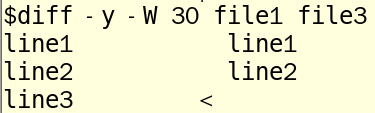 $diff -y -W 30 file1 file3
line1 line1
line2 line2
line3 <